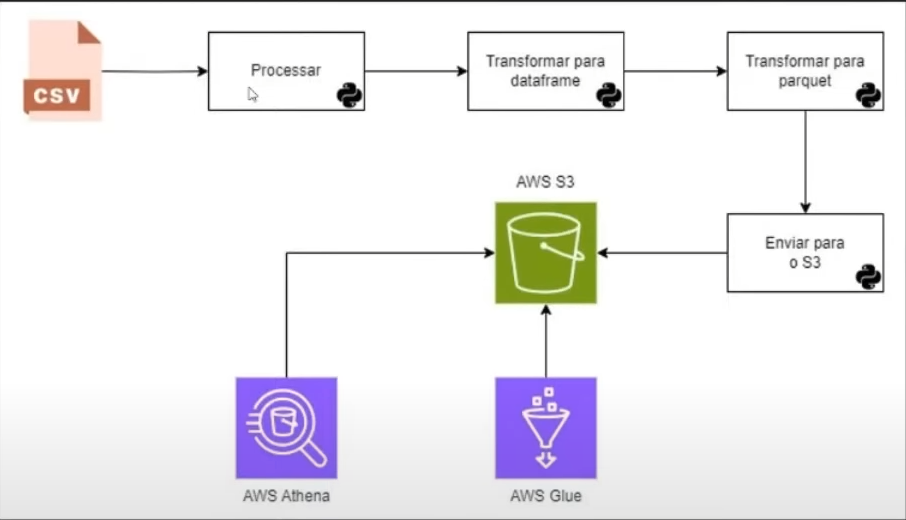 CSV
Processar
Transformar para
dataframe
Transformar para
parquet
AWS S3
Enviar para
o S3
AWS Athena
AWS Glue